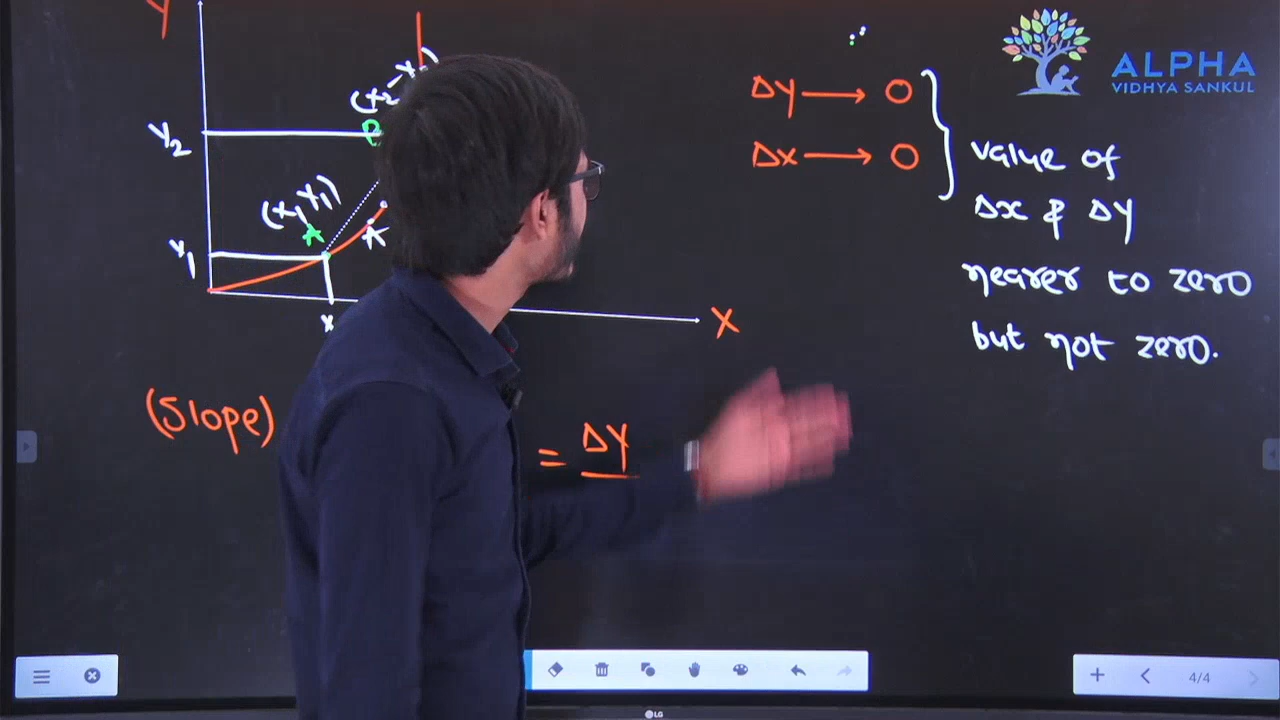 Y
Y₂
B
(X₁ Y₁)
A
Y₁
X
X
(Slope)
= ΔY
ΔY → 0
Δx → 0
value of
Δx & ΔY
nearer to zero
but not zero.
ALPHA
VIDHYA SANKUL
4/4
LG